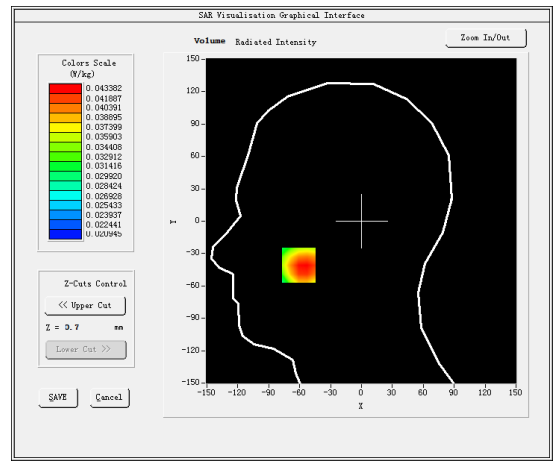 SAR Visualisation Graphical Interface
Volume Radiated Intensity
Zoom In/Out
Colors Scale
(W/kg)
0.043382
0.041887
0.040391
0.038895
0.037399
0.035903
0.034408
0.032912
0.031416
0.029920
0.028424
0.026928
0.025433
0.023937
0.022441
0.020945
Z-Cuts Control
<< Upper Cut
Z = 3.7 mm
Lower Cut >>
SAVE Cancel
150
120
90
60
30
0
-30
-60
-90
-120
-150
Y
-150 -120 -90 -60 -30 0 30 60 90 120 150
X